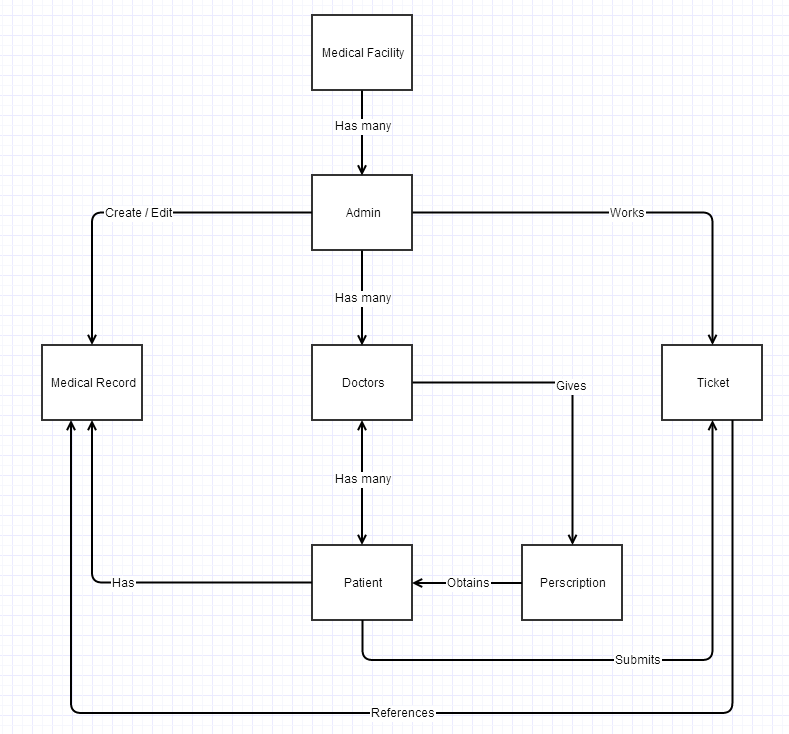 Medical Facility
Has many
Admin
Create / Edit
Works
Has many
Medical Record
Doctors
Gives
Ticket
Has many
Has
Patient
Obtains
Perscription
Submits
References